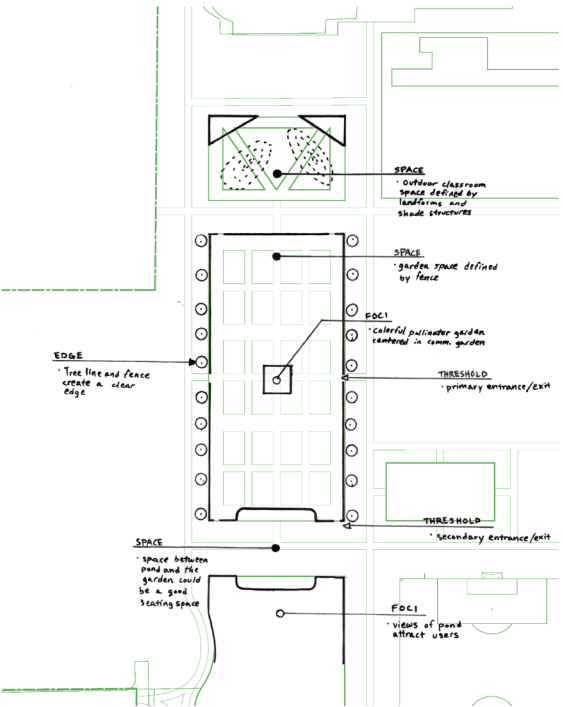 SPACE
· Outdoor classroom
space defined by
landforms and
shade structures
SPACE
· garden space defined
by fence
FOCI
· Colorful pollinator garden
centered in comm. garden
EDGE
· Tree line and fence
create a clear
edge
THRESHOLD
· primary entrance/exit
THRESHOLD
· secondary entrance/exit
SPACE
· space between
pond and the
garden could
be a good
seating space
FOCI
· views of pond
attract users